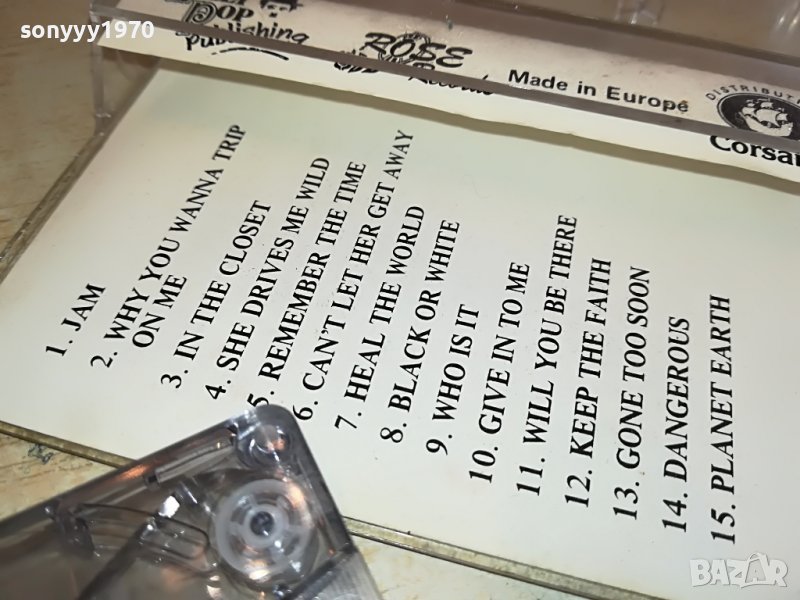 sonyyy1970
POP
Publishing
ROSE
Records
Made in Europe
Corsa
1. JAM
2. WHY YOU WANNA TRIP
ON ME
3. IN THE CLOSET
4. SHE DRIVES ME WILD
5. REMEMBER THE TIME
6. CAN'T LET HER GET AWAY
7. HEAL THE WORLD
8. BLACK OR WHITE
9. WHO IS IT
10. GIVE IN TO ME
11. WILL YOU BE THERE
12. KEEP THE FAITH
13. GONE TOO SOON
14. DANGEROUS
15. PLANET EARTH
BAZAR